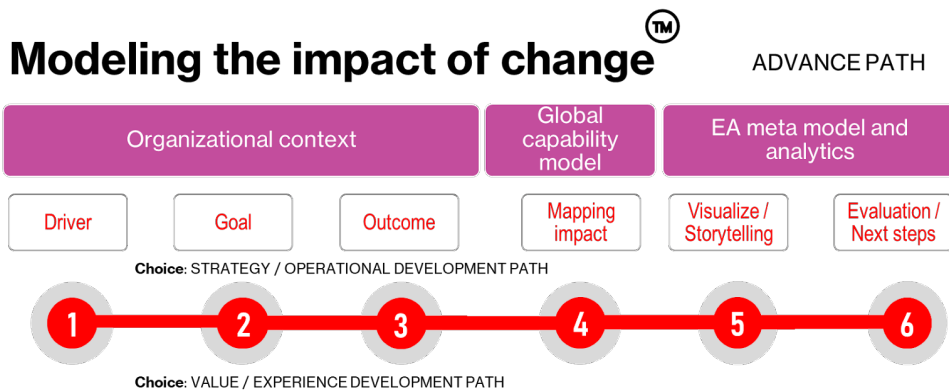 Modeling the impact of change TM
ADVANCE PATH
Organizational context
Global
capability
model
EA meta model and
analytics
Driver
Goal
Outcome
Mapping
impact
Visualize /
Storytelling
Evaluation /
Next steps
Choice: STRATEGY / OPERATIONAL DEVELOPMENT PATH
1
2
3
4
5
6
Choice: VALUE / EXPERIENCE DEVELOPMENT PATH